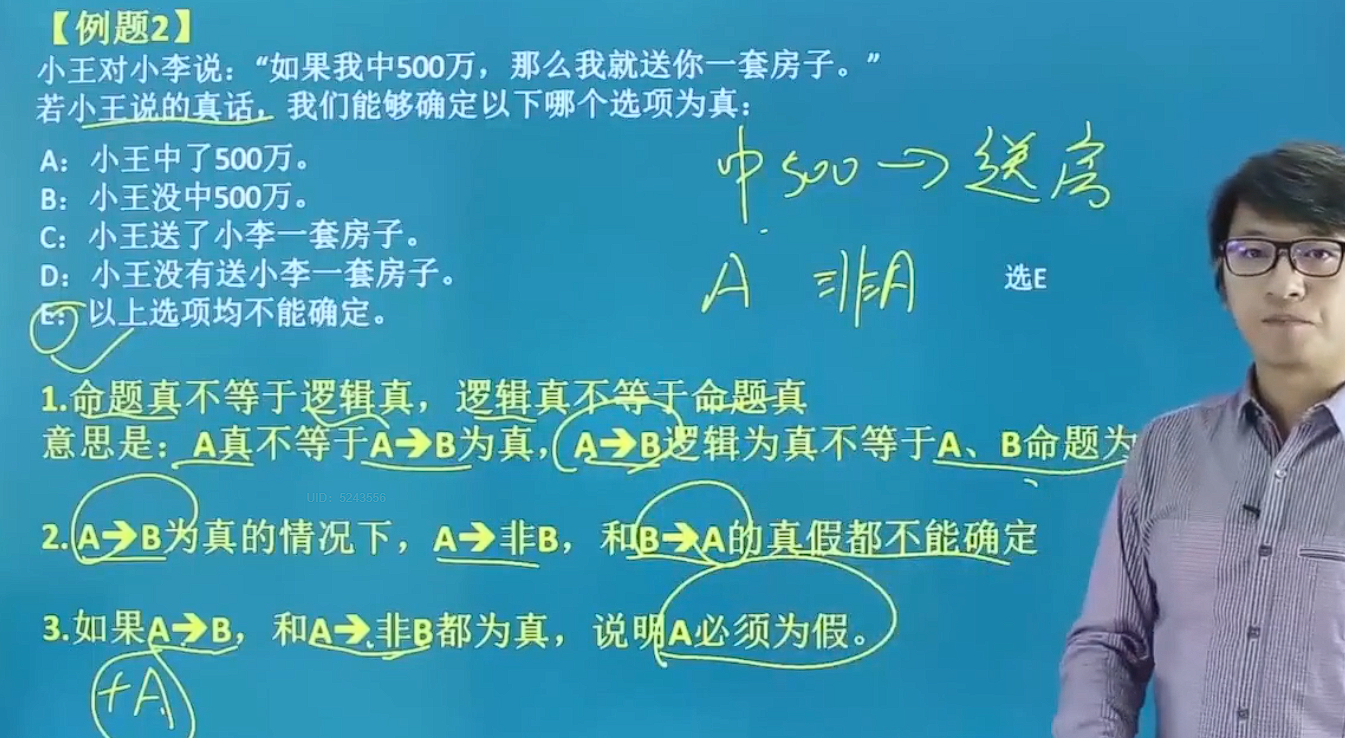 【例题2】
小王对小李说：“如果我中500万，那么我就送你一套房子。”
若小王说的真话，我们能够确定以下哪个选项为真：
A：小王中了500万。
B：小王没中500万。
C：小王送了小李一套房子。
D：小王没有送小李一套房子。
E：以上选项均不能确定。
中500→送房
A 非A
选E
1.命题真不等于逻辑真，逻辑真不等于命题真
意思是：A真不等于A→B为真，A→B逻辑为真不等于A、B命题为
UID：5243556
2.A→B为真的情况下，A→非B，和B→A的真假都不能确定
3.如果A→B，和A→非B都为真，说明A必须为假。
+A